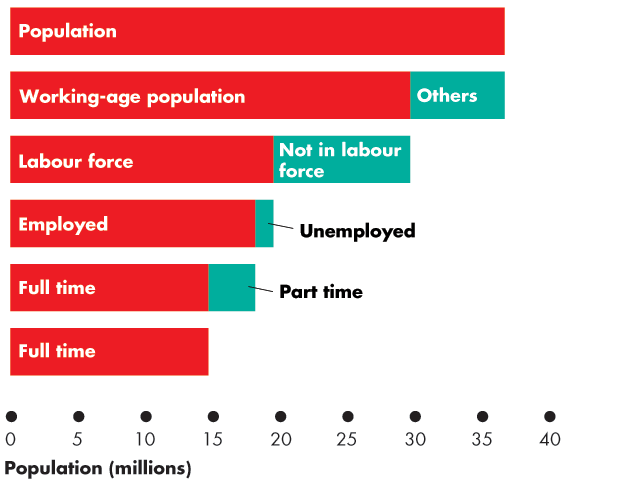 Population
Working-age population
Others
Labour force
Not in labour
force
Employed
Unemployed
Full time
Part time
Full time
0 5 10 15 20 25 30 35 40
Population (millions)